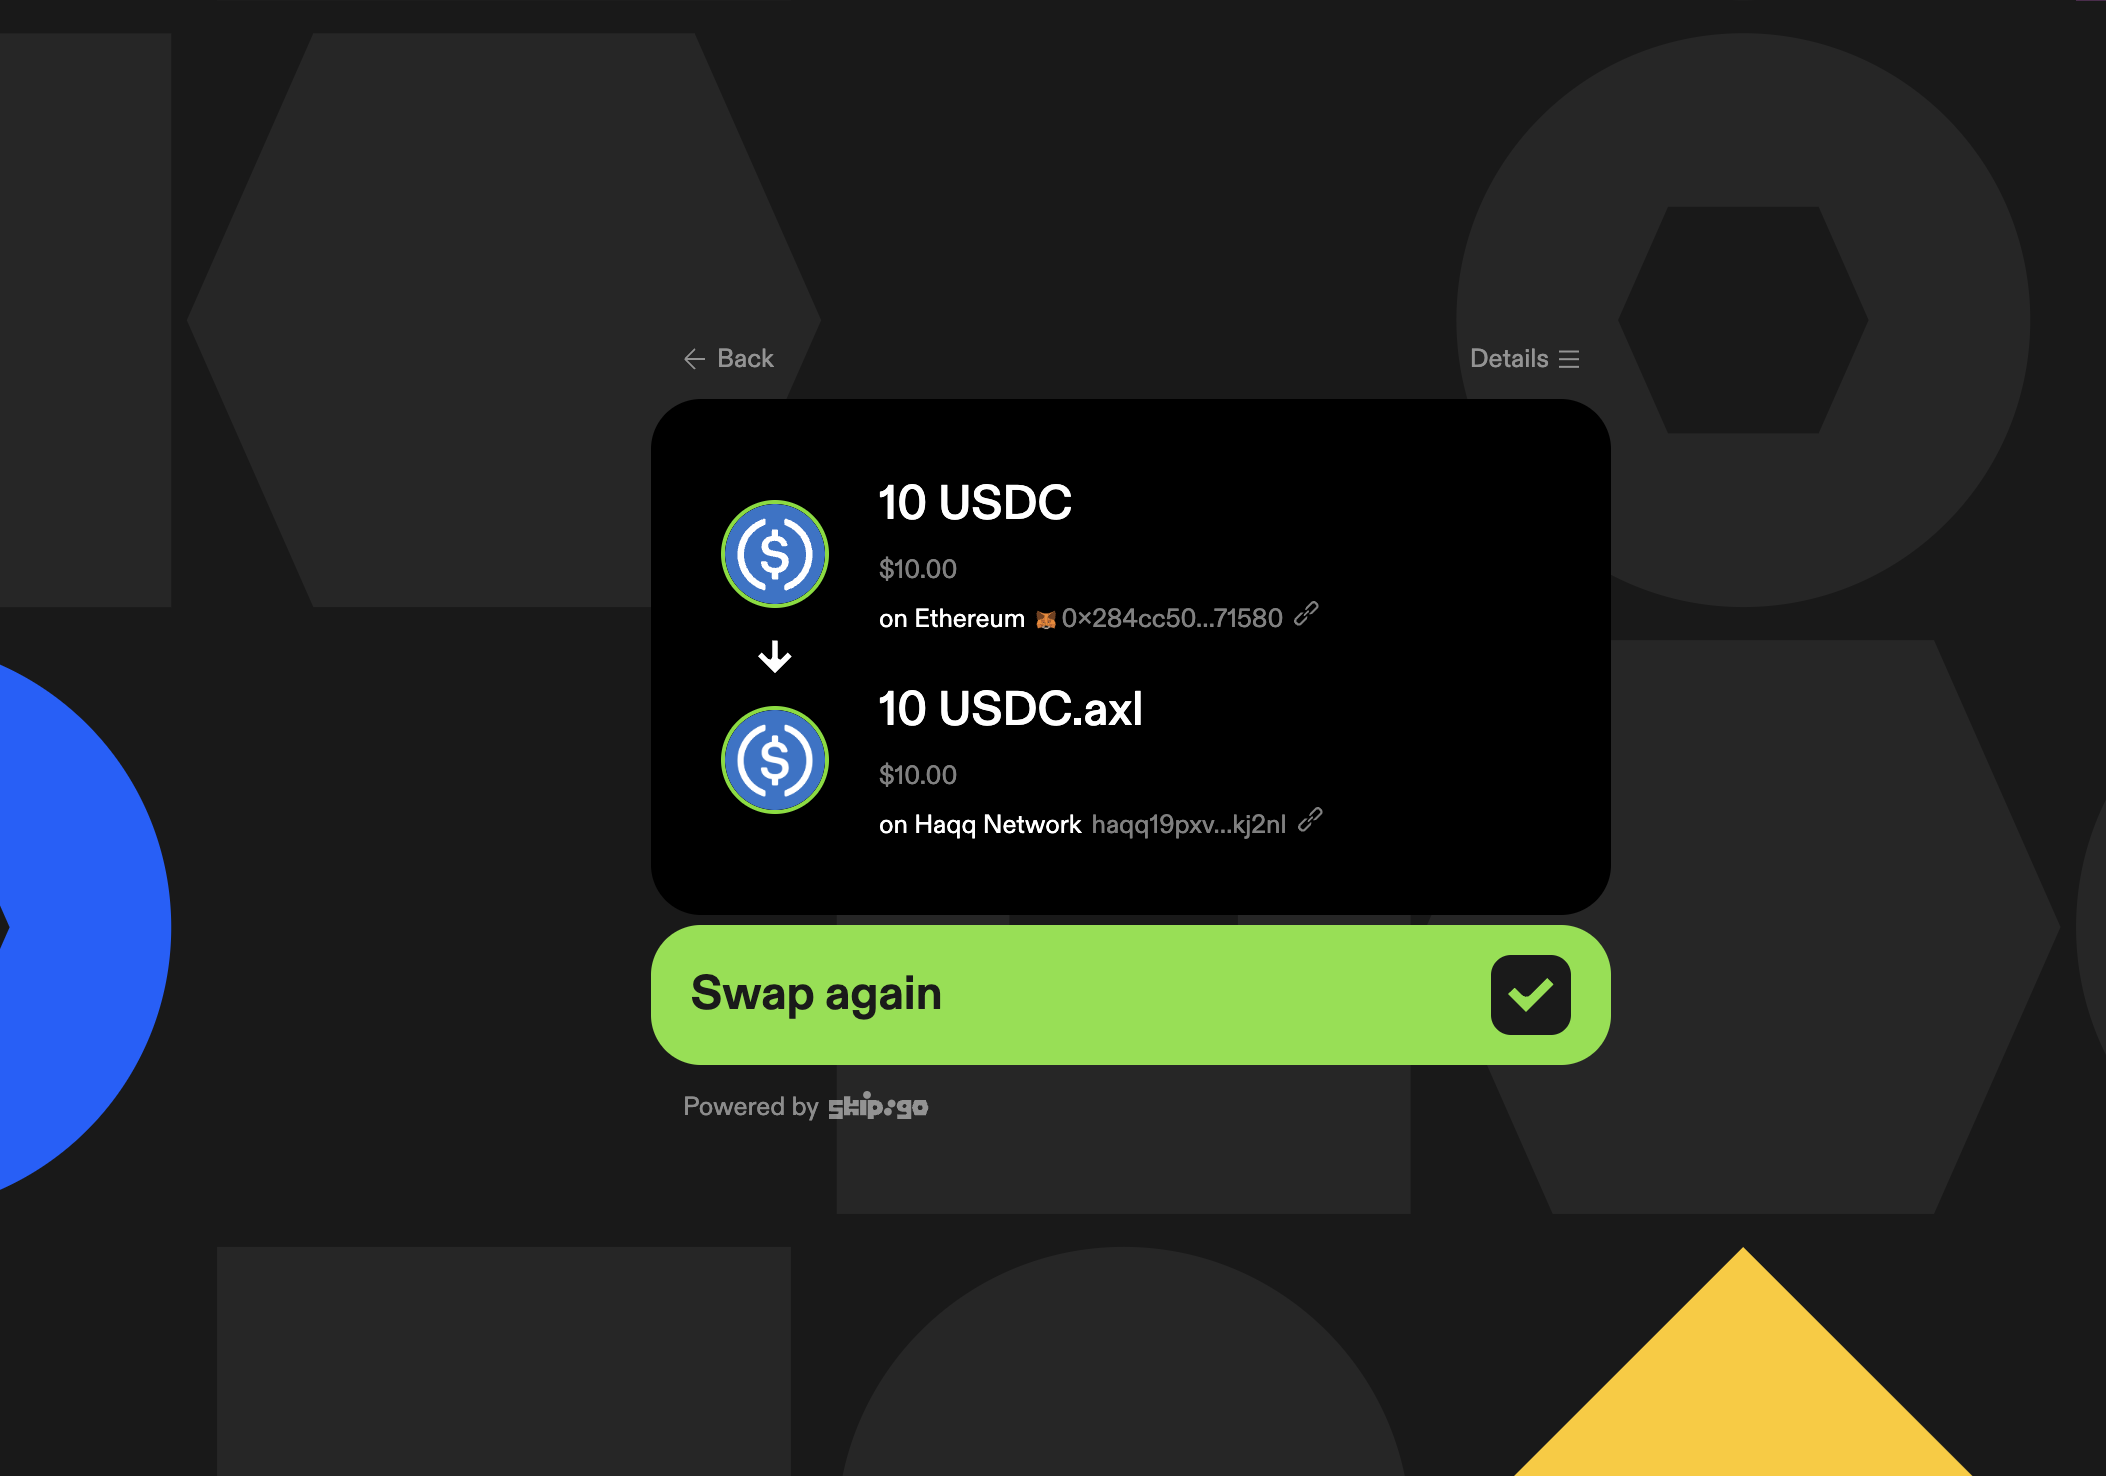 Back
Details
10 USDC
$10.00
on Ethereum 0×284cc50...71580
10 USDC.axl
$10.00
on Haqq Network haqq19pxv...kj2nl
Swap again
Powered by skip:go